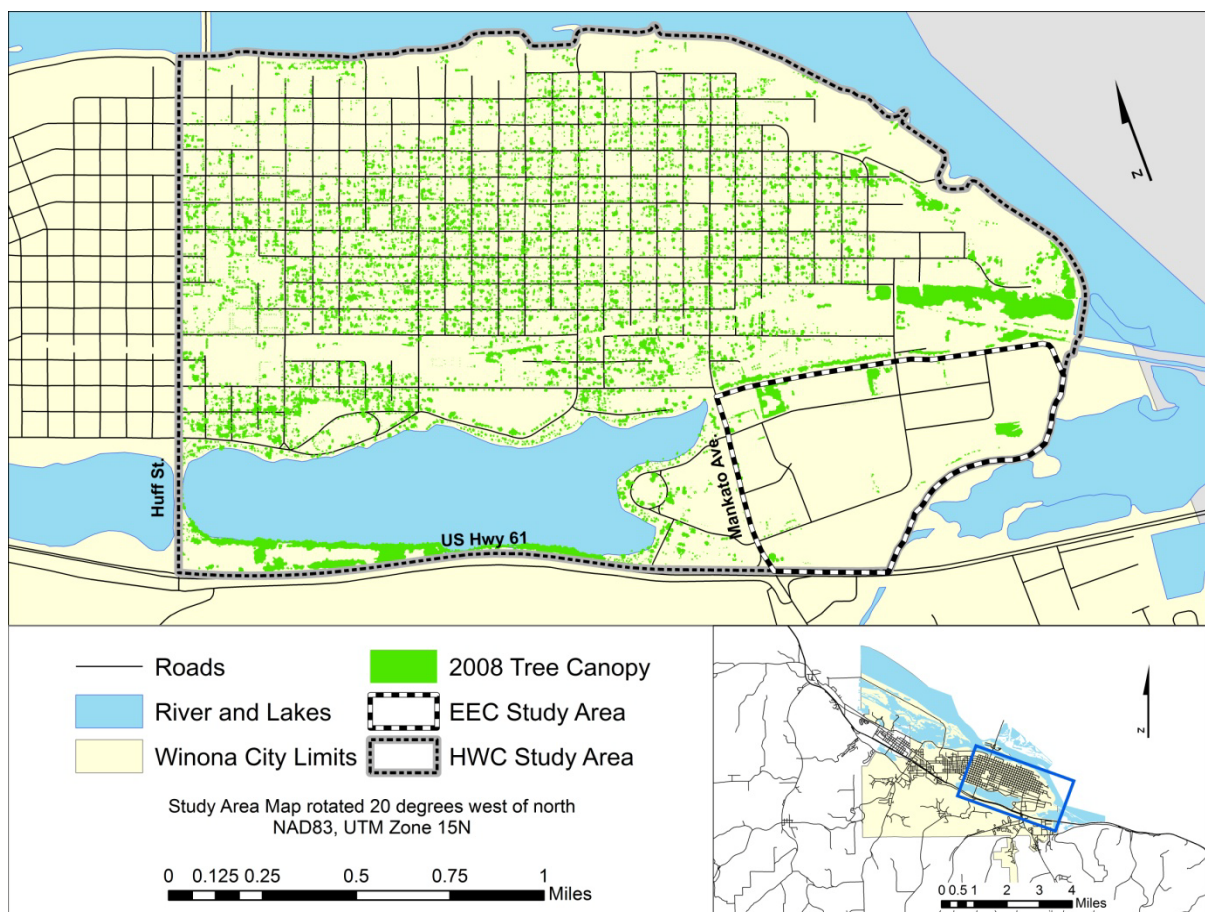 Huff St.
US Hwy 61
Mankato Ave.
N
Roads
River and Lakes
Winona City Limits
2008 Tree Canopy
EEC Study Area
HWC Study Area
Study Area Map rotated 20 degrees west of north
NAD83, UTM Zone 15N
0 0.125 0.25 0.5 0.75 1
Miles
N
0 0.5 1 2 3 4
Miles